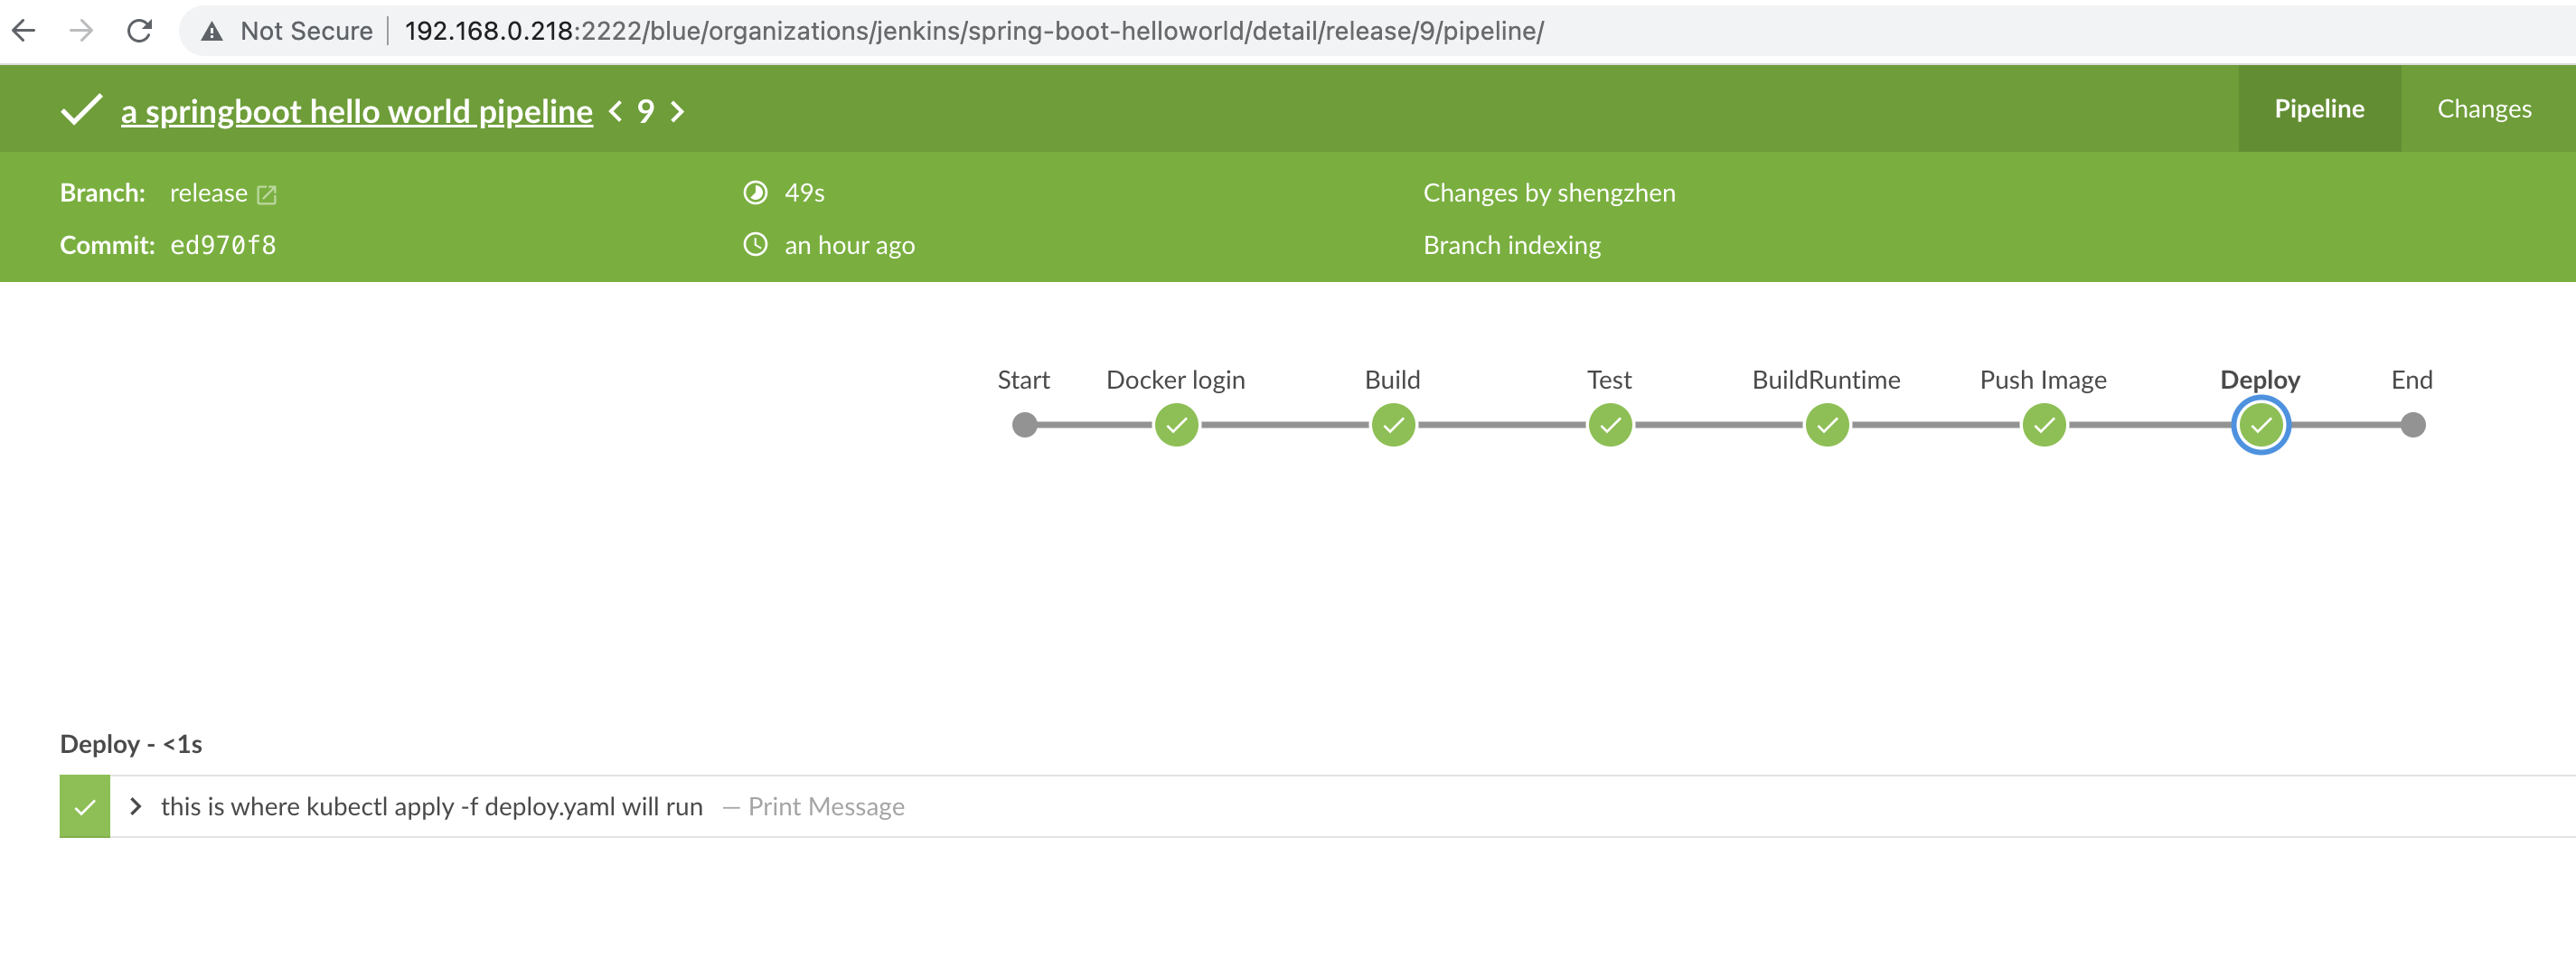 Not Secure 192.168.0.218:2222/blue/organizations/jenkins/spring-boot-helloworld/detail/release/9/pipeline/
a springboot hello world pipeline < 9 >
Pipeline
Changes
Branch: release
49s
Changes by shengzhen
Commit: ed970f8
an hour ago
Branch indexing
Start
Docker login
Build
Test
BuildRuntime
Push Image
Deploy
End
Deploy - <1s
this is where kubectl apply -f deploy.yaml will run — Print Message